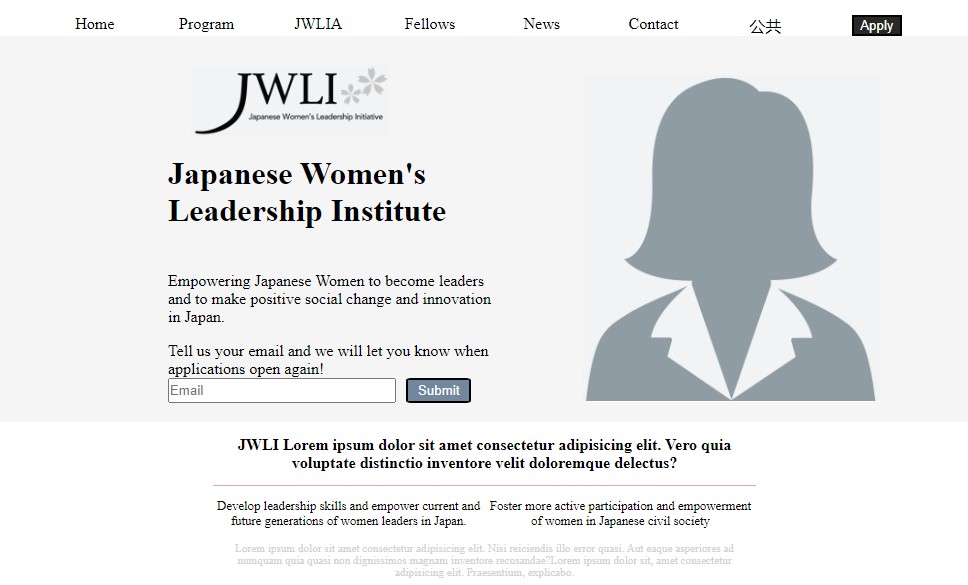 Home Program JWLIA Fellows News Contact 公共 Apply
JWLI
Japanese Women's Leadership Initiative
Japanese Women's
Leadership Institute
Empowering Japanese Women to become leaders
and to make positive social change and innovation
in Japan.
Tell us your email and we will let you know when
applications open again!
Email Submit
JWLI Lorem ipsum dolor sit amet consectetur adipisicing elit. Vero quia
voluptate distinctio inventore velit doloremque delectus?
Develop leadership skills and empower current and
future generations of women leaders in Japan.
Foster more active participation and empowerment
of women in Japanese civil society
Lorem ipsum dolor sit amet consectetur adipisicing elit. Nisi reiciendis illo error quasi. Aut eaque asperiores ad
numquam quia quasi non dignissimos magnam inventore recusandae?Lorem ipsum dolor sit, amet consectetur
adipisicing elit. Praesentium, explicabo.